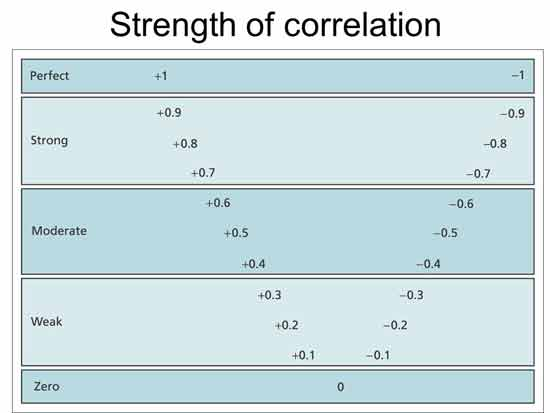 Strength of correlation
Perfect +1 −1
+0.9 −0.9
Strong +0.8 −0.8
+0.7 −0.7
+0.6 −0.6
Moderate +0.5 −0.5
+0.4 −0.4
+0.3 −0.3
Weak +0.2 −0.2
+0.1 −0.1
Zero 0